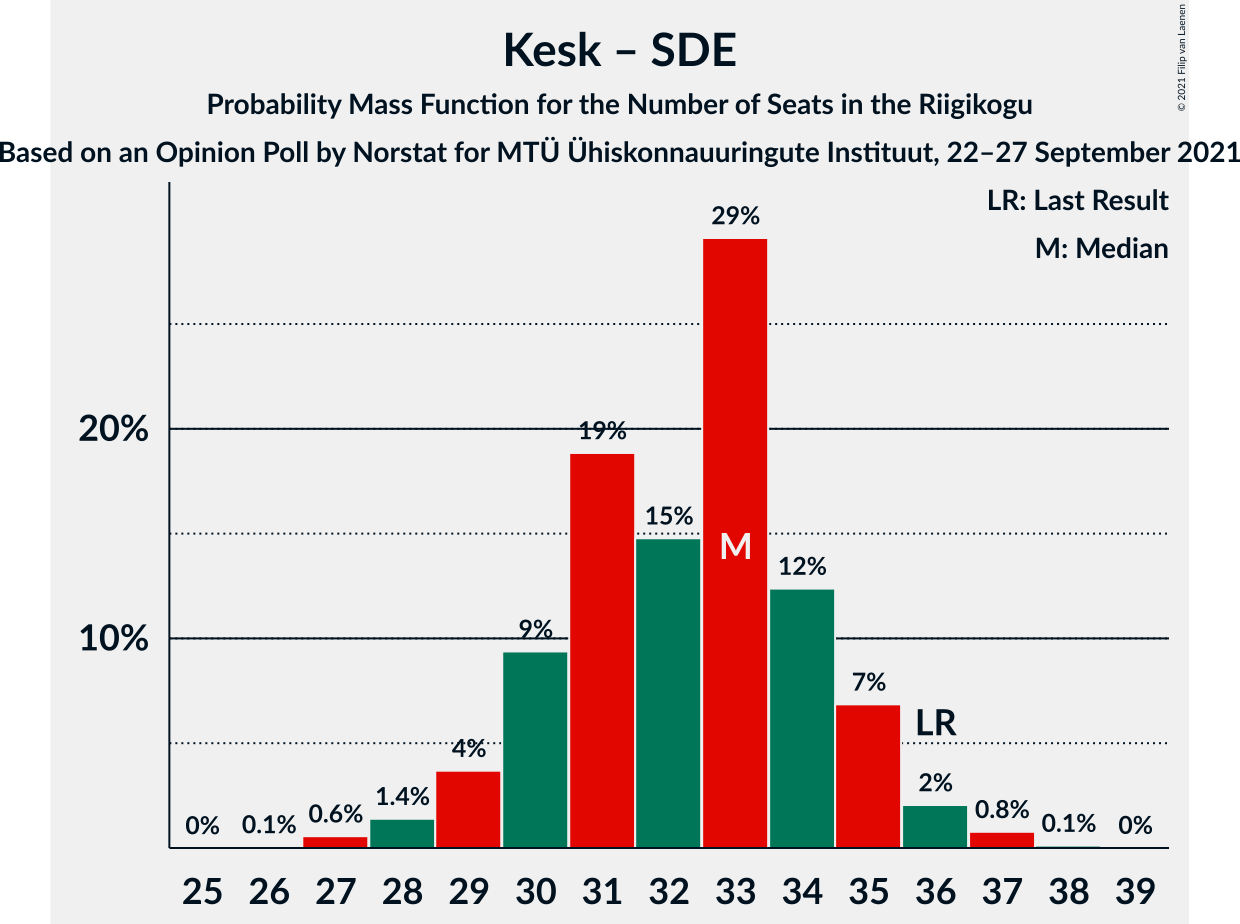 © 2021 Filip van Laenen
Kesk – SDE
Probability Mass Function for the Number of Seats in the Riigikogu
Based on an Opinion Poll by Norstat for MTÜ Ühiskonnauuringute Instituut, 22–27 September 2021
LR: Last Result
M: Median
20%
10%
0% 0.1% 0.6% 1.4% 4% 9% 19% 15% 29% 12% 7% 2% 0.8% 0.1% 0%
M
LR
25 26 27 28 29 30 31 32 33 34 35 36 37 38 39